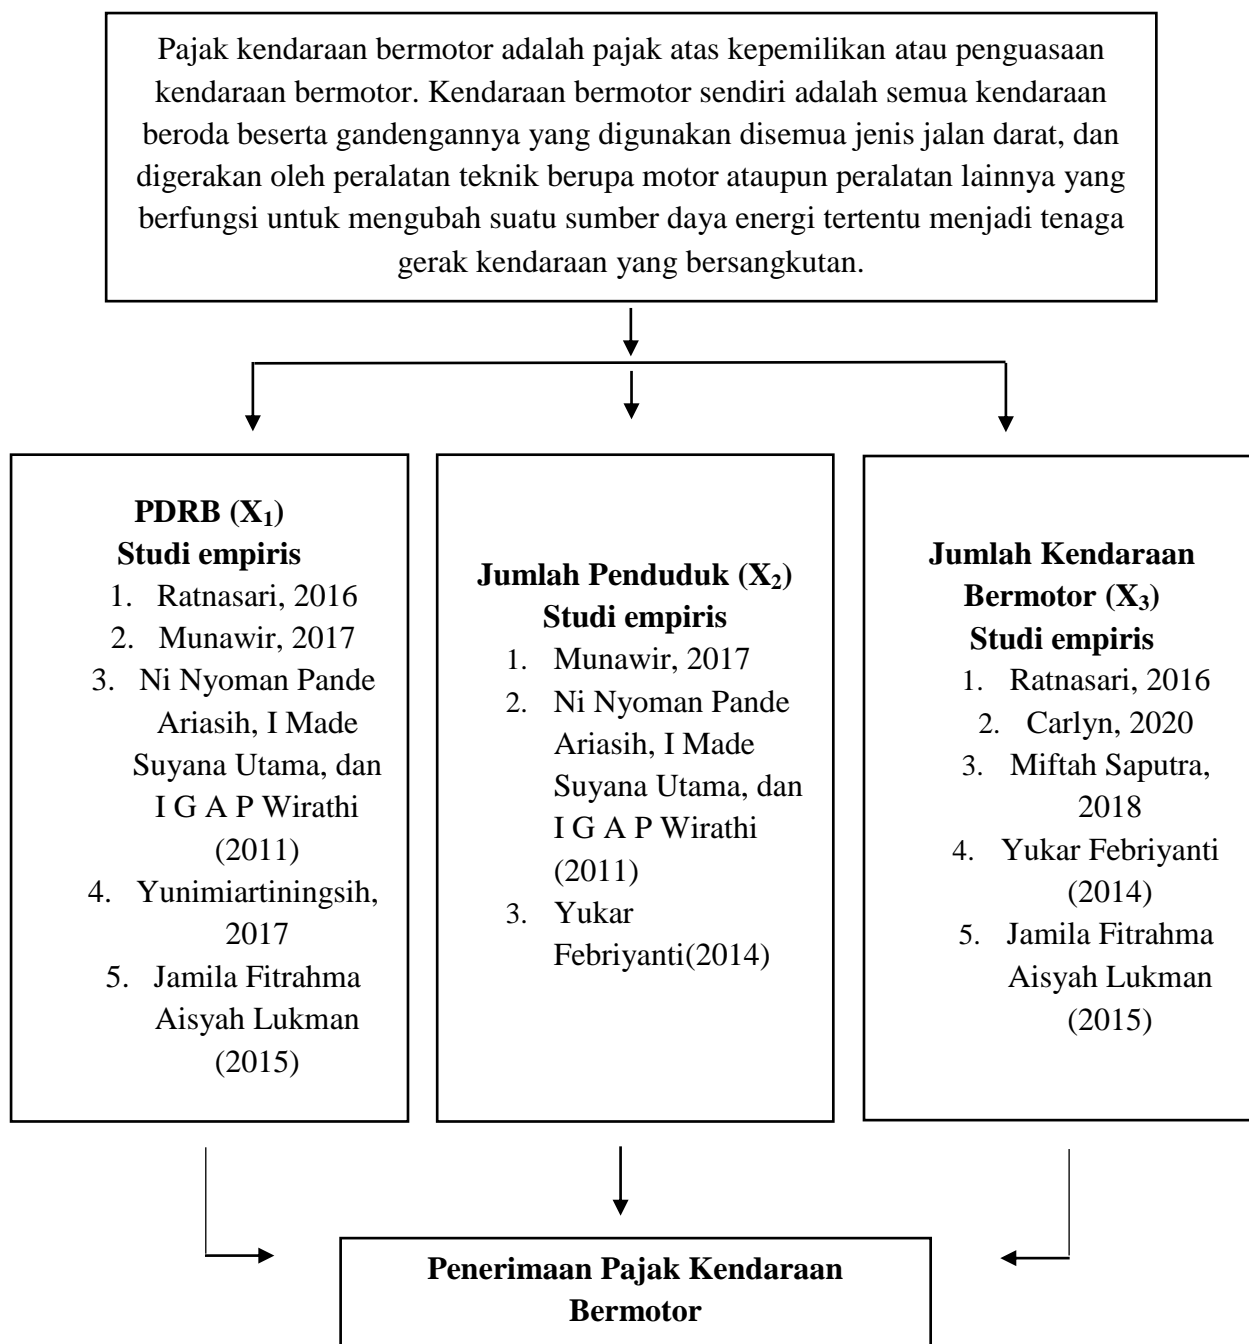 Pajak kendaraan bermotor adalah pajak atas kepemilikan atau penguasaan
kendaraan bermotor. Kendaraan bermotor sendiri adalah semua kendaraan
beroda beserta gandengannya yang digunakan disemua jenis jalan darat, dan
digerakan oleh peralatan teknik berupa motor ataupun peralatan lainnya yang
berfungsi untuk mengubah suatu sumber daya energi tertentu menjadi tenaga
gerak kendaraan yang bersangkutan.
PDRB (X₁)
Studi empiris
1. Ratnasari, 2016
2. Munawir, 2017
3. Ni Nyoman Pande
Ariasih, I Made
Suyana Utama, dan
I G A P Wirathi
(2011)
4. Yunimiartiningsih,
2017
5. Jamila Fitrahma
Aisyah Lukman
(2015)
Jumlah Penduduk (X₂)
Studi empiris
1. Munawir, 2017
2. Ni Nyoman Pande
Ariasih, I Made
Suyana Utama, dan
I G A P Wirathi
(2011)
3. Yukar
Febriyanti(2014)
Jumlah Kendaraan
Bermotor (X₃)
Studi empiris
1. Ratnasari, 2016
2. Carlyn, 2020
3. Miftah Saputra,
2018
4. Yukar Febriyanti
(2014)
5. Jamila Fitrahma
Aisyah Lukman
(2015)
Penerimaan Pajak Kendaraan
Bermotor